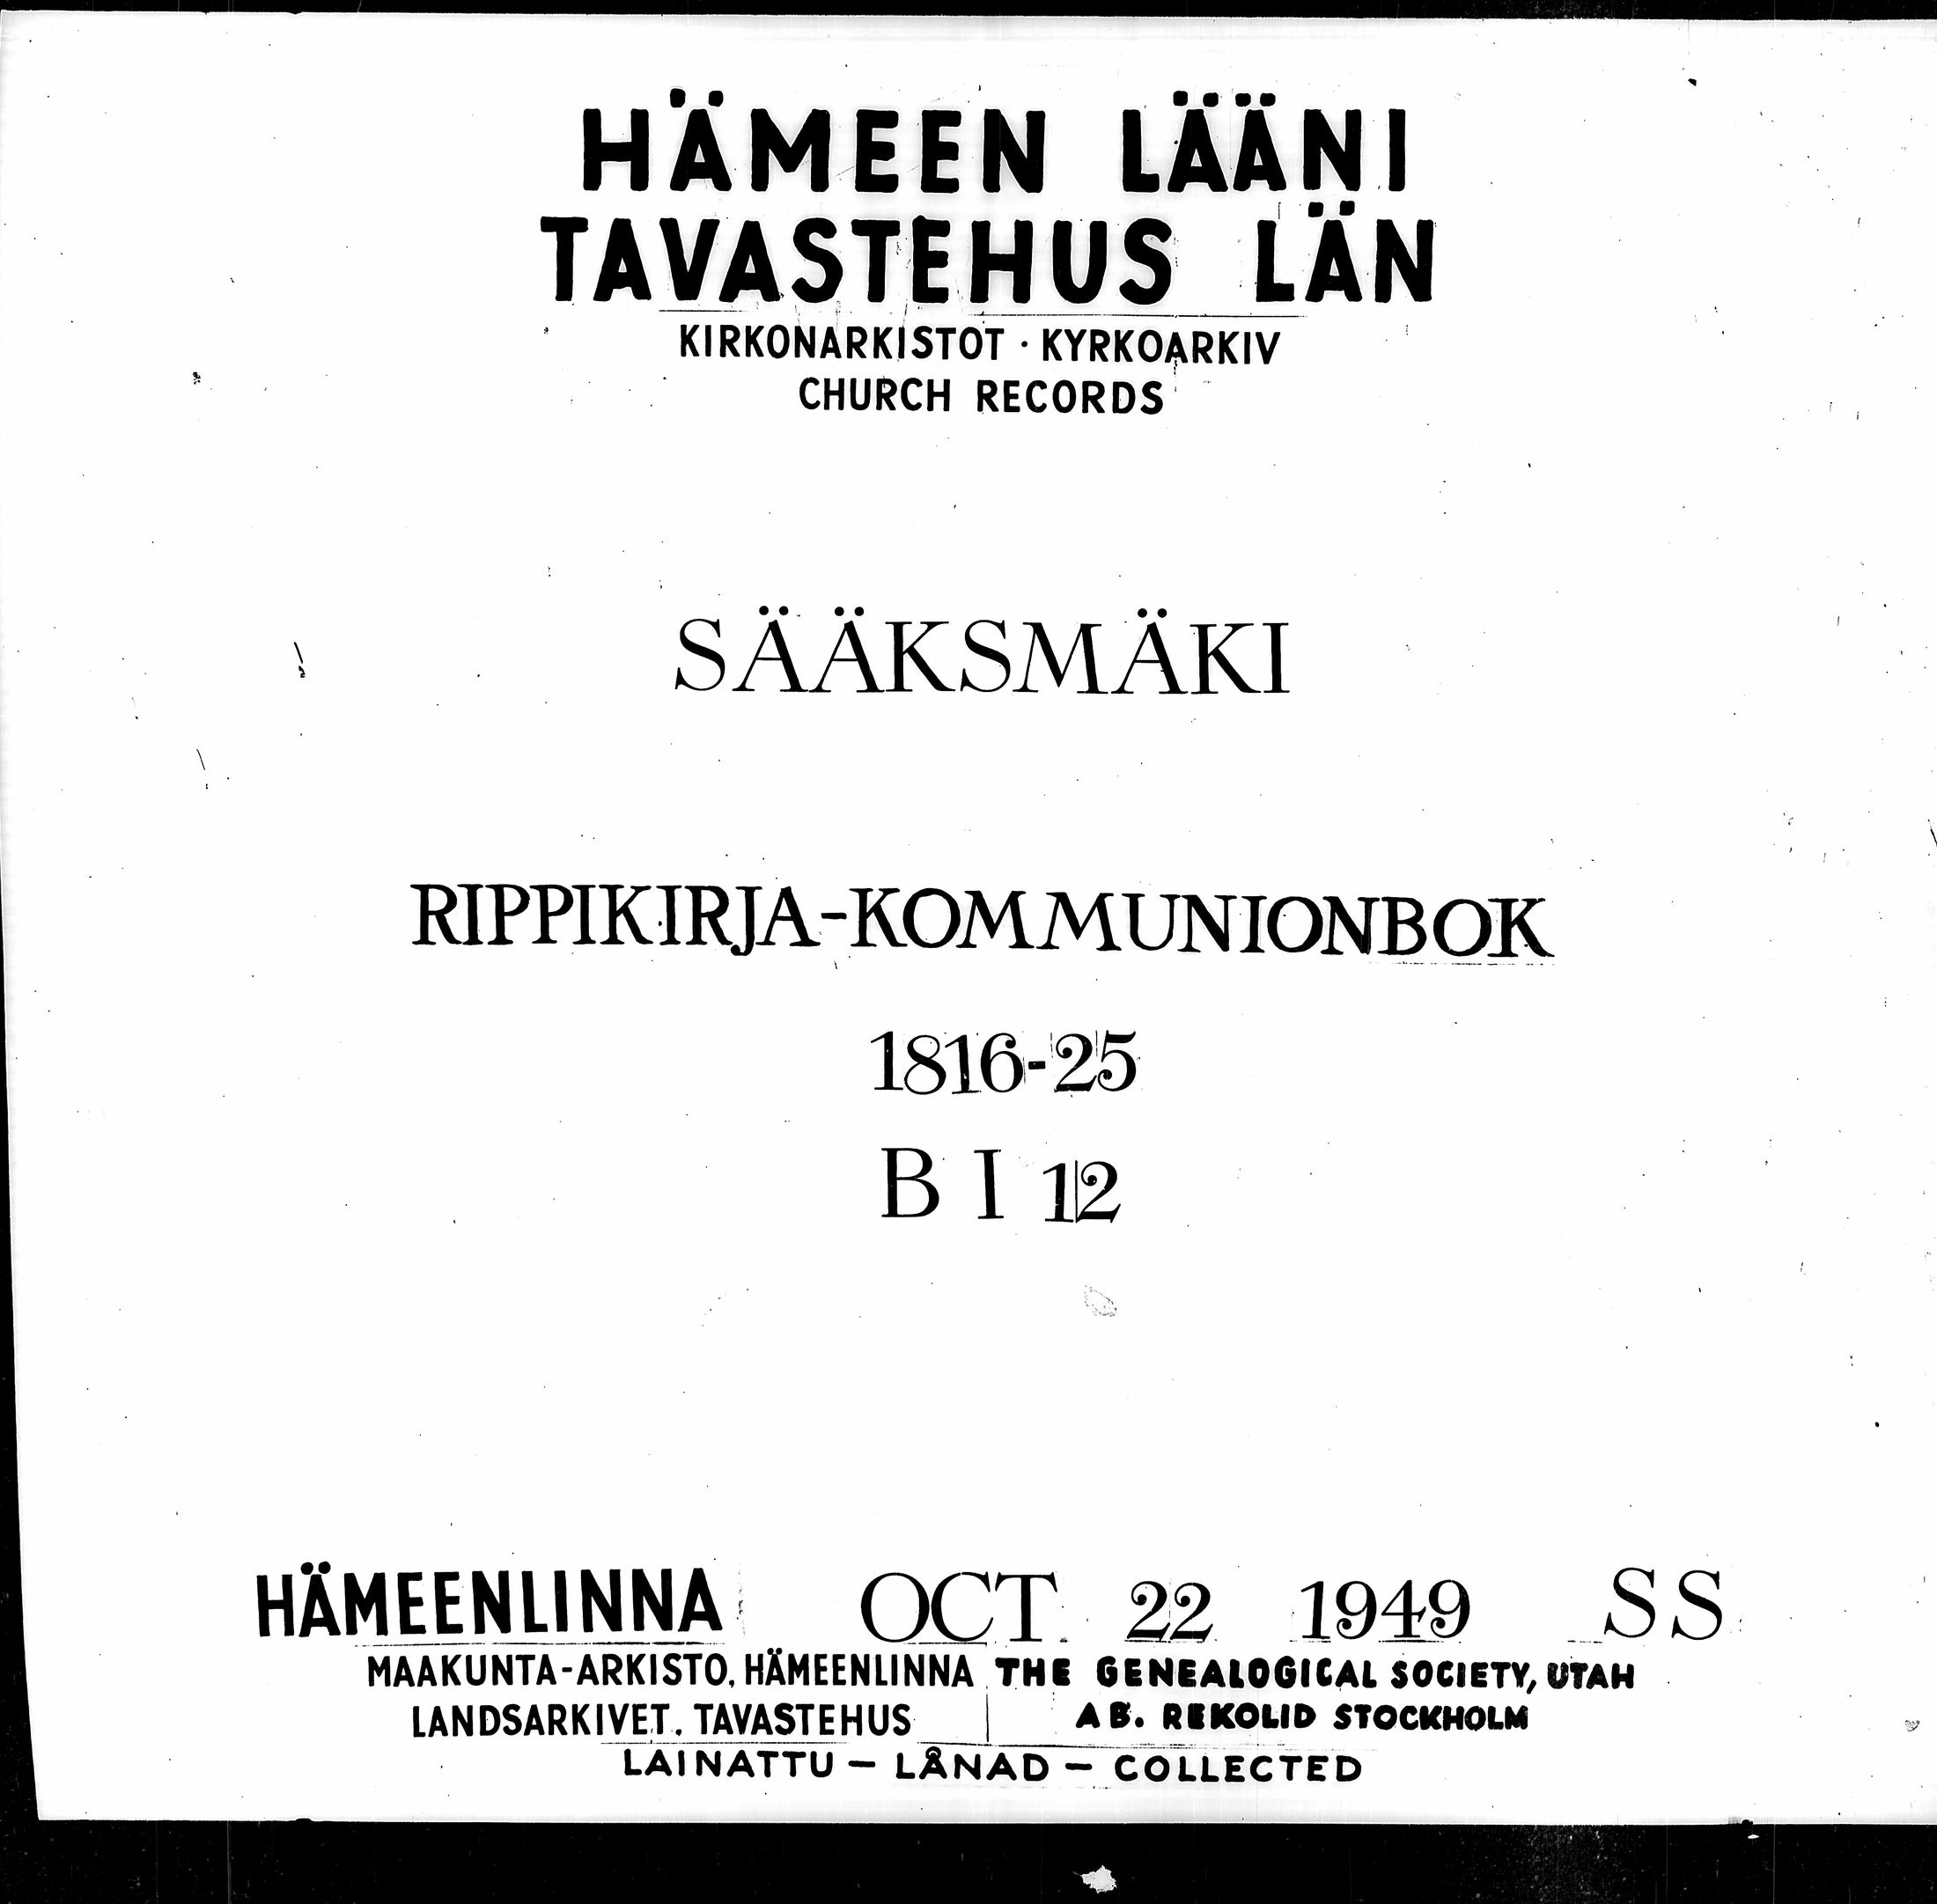 HÄMEEN LÄÄNI
TAVASTEHUS LÄN
KIRKONARKISTOT · KYRKOARKIV
CHURCH RECORDS
SÄÄKSMÄKI
RIPPIKIRJA-KOMMUNIONBOK
1816-25
B I 12
HÄMEENLINNA OCT 22 1949 SS
MAAKUNTA-ARKISTO, HÄMEENLINNA THE GENEALOGICAL SOCIETY, UTAH
LANDSARKIVET, TAVASTEHUS AB. REKOLID STOCKHOLM
LAINATTU — LÅNAD — COLLECTED